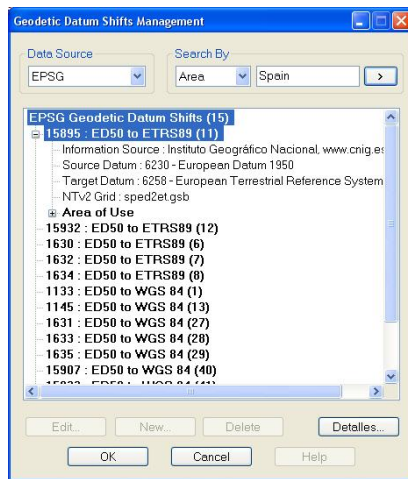 Geodetic Datum Shifts Management
Data Source
Search By
EPSG
Area
Spain
>
EPSG Geodetic Datum Shifts (15)
15895 : ED50 to ETRS89 (11)
Information Source : Instituto Geográfico Nacional, www.cnig.es
Source Datum : 6230 - European Datum 1950
Target Datum : 6258 - European Terrestrial Reference System
NTv2 Grid : sped2et.gsb
Area of Use
15932 : ED50 to ETRS89 (12)
1630 : ED50 to ETRS89 (6)
1632 : ED50 to ETRS89 (7)
1634 : ED50 to ETRS89 (8)
1133 : ED50 to WGS 84 (1)
1145 : ED50 to WGS 84 (13)
1631 : ED50 to WGS 84 (27)
1633 : ED50 to WGS 84 (28)
1635 : ED50 to WGS 84 (29)
15907 : ED50 to WGS 84 (40)
Edit...
New...
Delete
Detalles...
OK
Cancel
Help